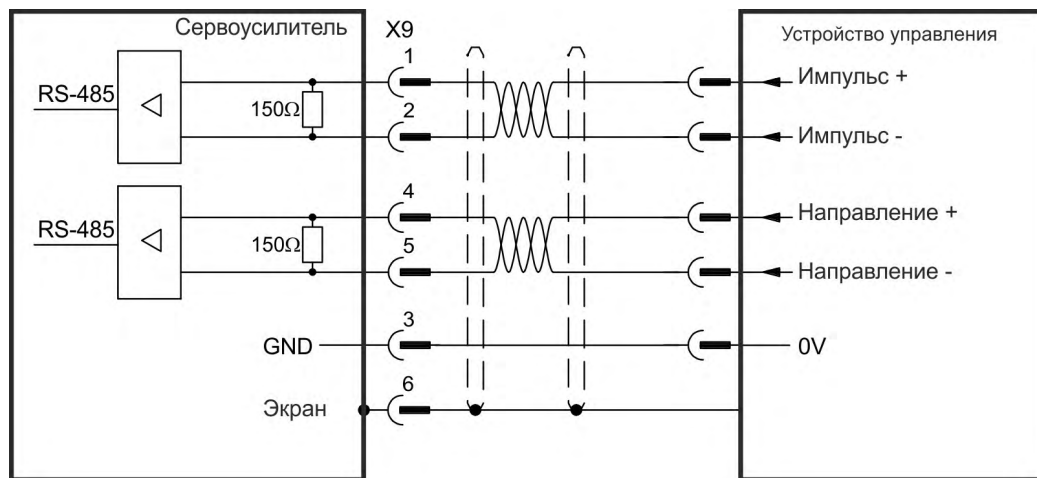 Сервоусилитель
X9
Устройство управления
1
Импульс +
RS-485
150Ω
2
Импульс -
4
Направление +
RS-485
150Ω
5
Направление -
3
GND
0V
6
Экран